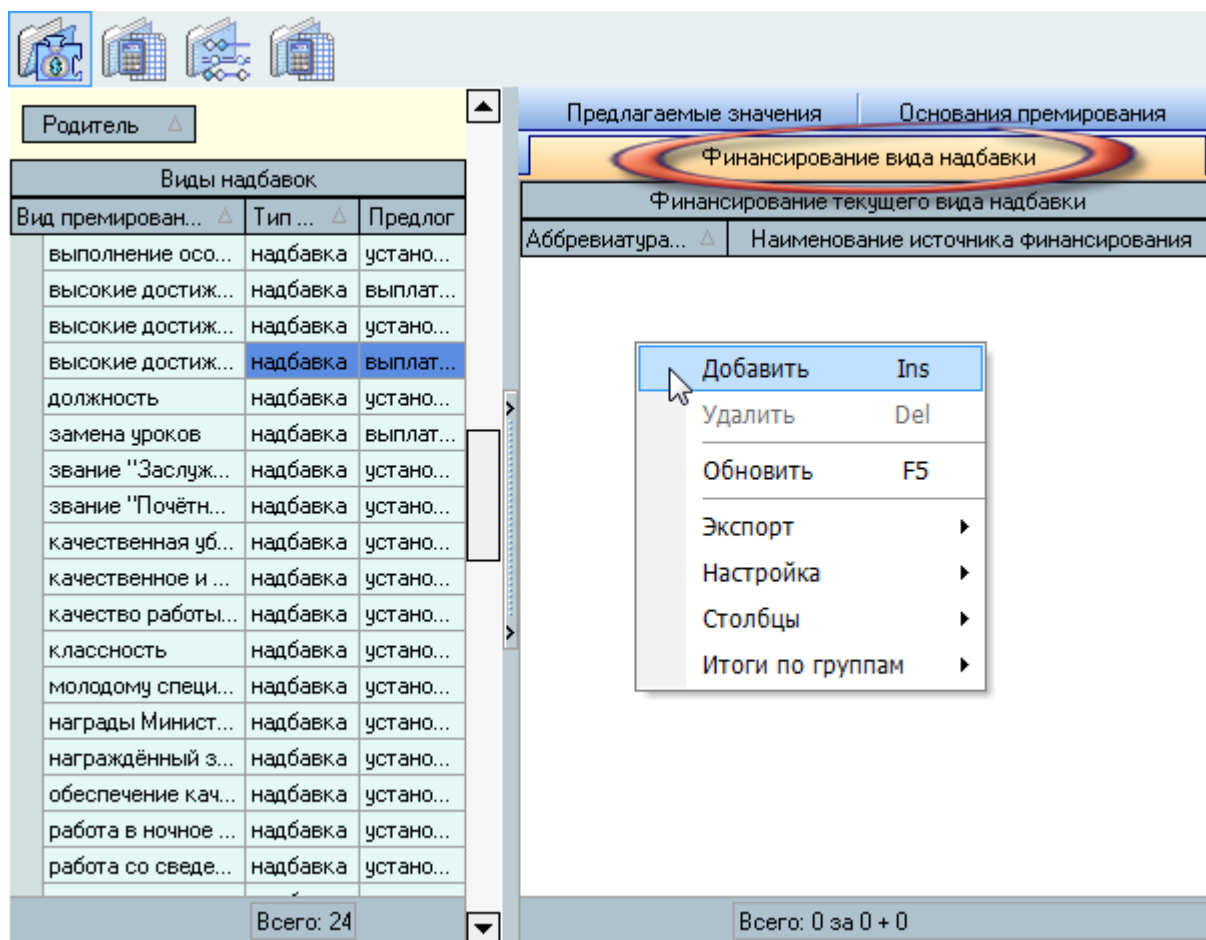 Родитель
Виды надбавок
Вид премирован... Тип ... Предлог
выполнение осо... надбавка устано...
высокие достиж... надбавка выплат...
высокие достиж... надбавка устано...
высокие достиж... надбавка выплат...
должность надбавка устано...
замена уроков надбавка выплат...
звание "Заслуж... надбавка устано...
звание "Почётн... надбавка устано...
качественная уб... надбавка устано...
качественное и ... надбавка устано...
качество работы... надбавка устано...
классность надбавка устано...
молодому специ... надбавка устано...
награды Минист... надбавка устано...
награждённый з... надбавка устано...
обеспечение кач... надбавка устано...
работа в ночное ... надбавка устано...
работа со сведе... надбавка устано...
Всего: 24
Предлагаемые значения Основания премирования
Финансирование вида надбавки
Финансирование текущего вида надбавки
Аббревиатура... Наименование источника финансирования
Добавить Ins
Удалить Del
Обновить F5
Экспорт
Настройка
Столбцы
Итоги по группам
Всего: 0 за 0 + 0